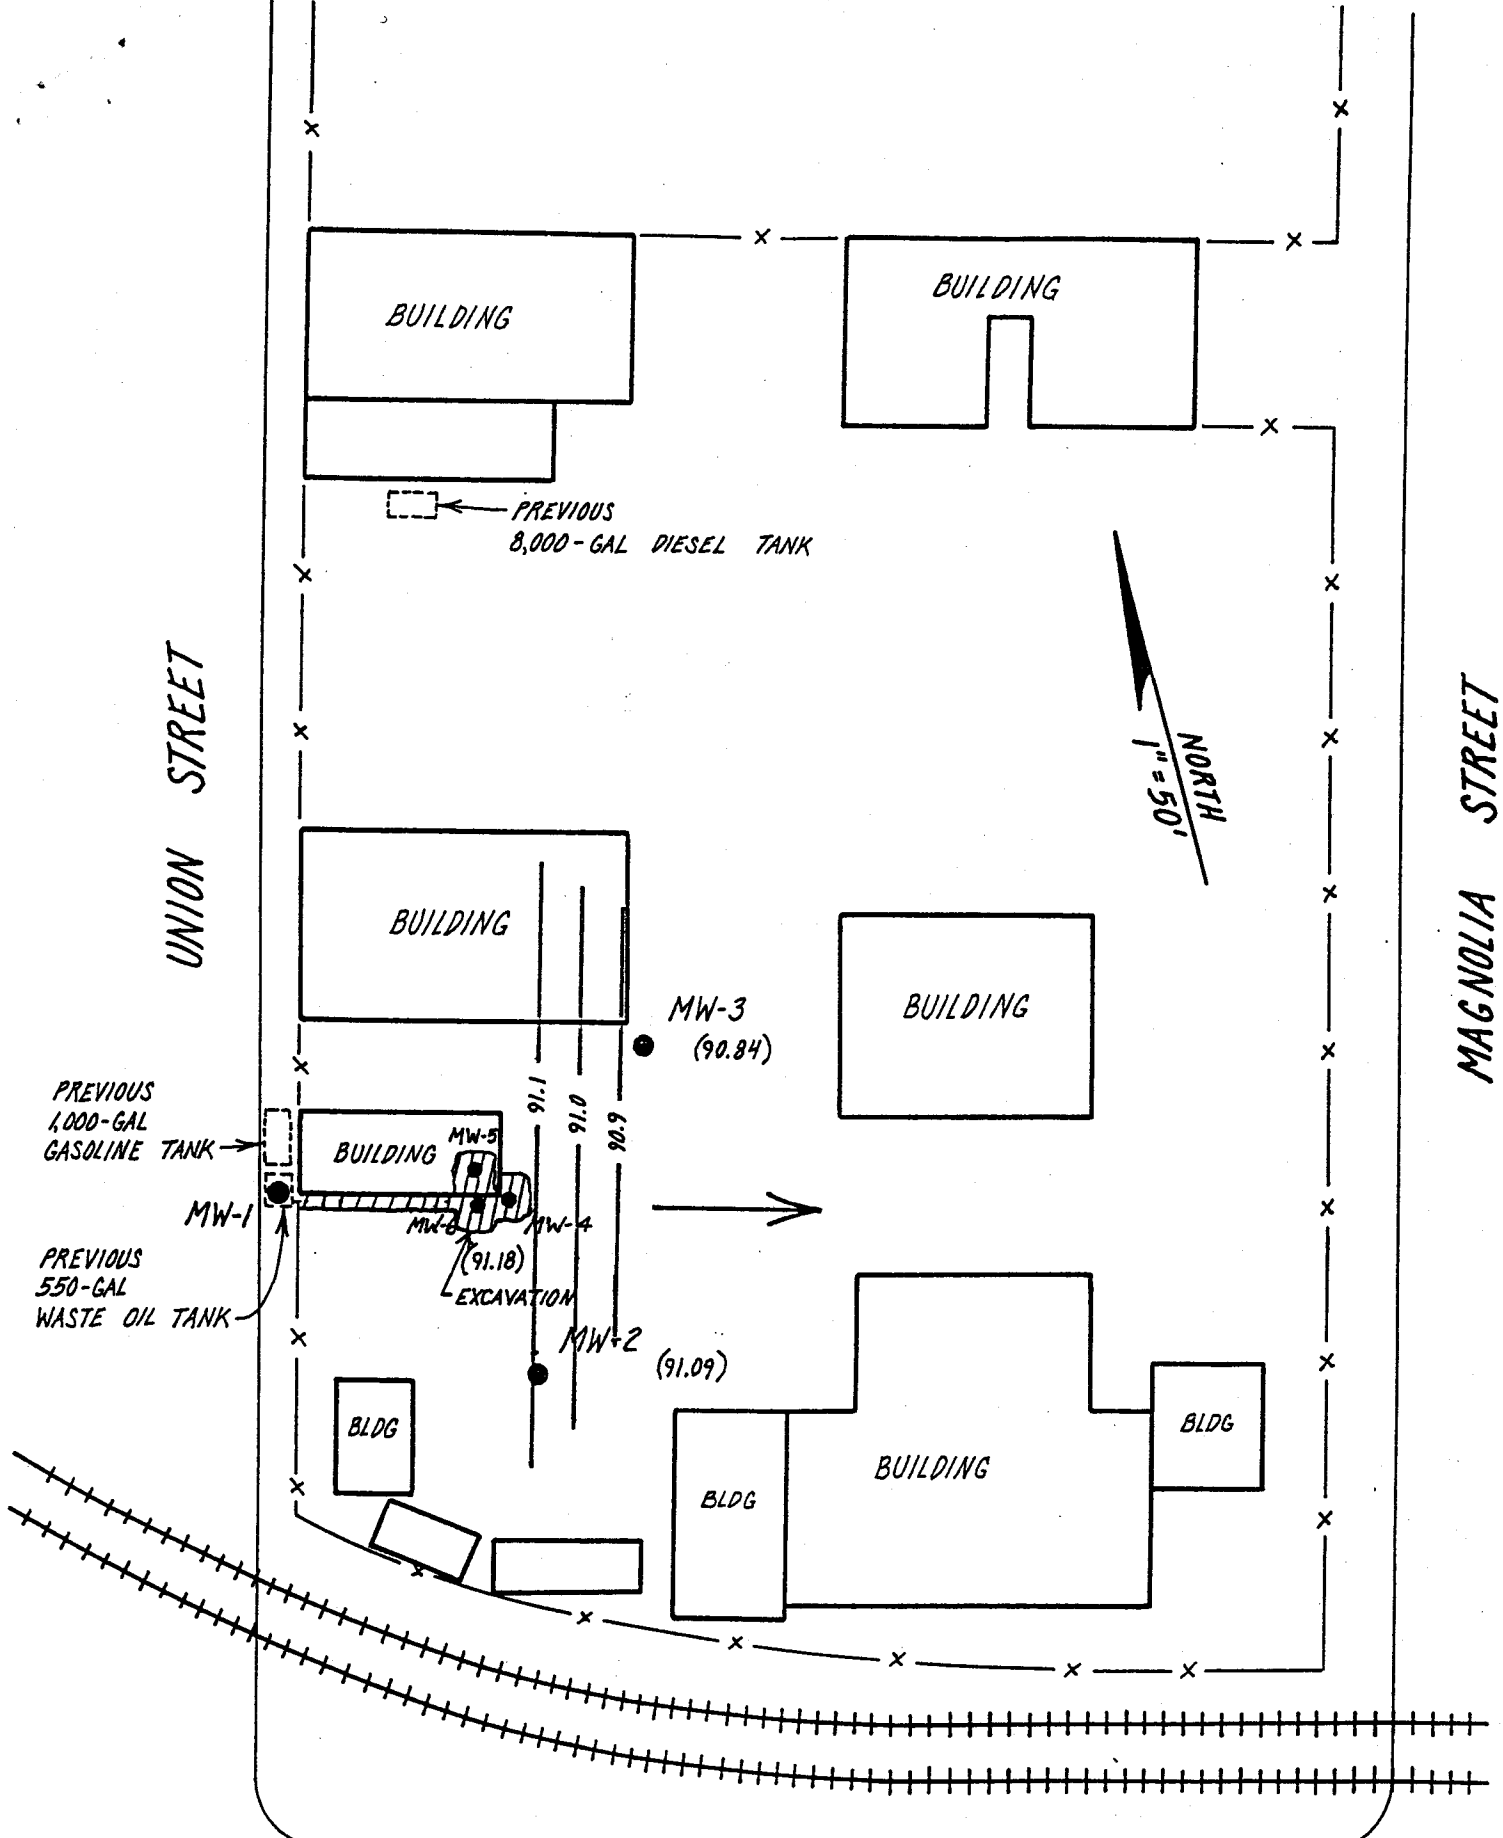 BUILDING
BUILDING
PREVIOUS
8,000-GAL DIESEL TANK
UNION STREET
MAGNOLIA STREET
NORTH
1" = 50'
BUILDING
BUILDING
MW-3
(90.84)
91.1
91.0
90.9
PREVIOUS
1,000-GAL
GASOLINE TANK
BUILDING
MW-5
MW-1
MW-6
MW-4
(91.18)
EXCAVATION
PREVIOUS
550-GAL
WASTE OIL TANK
MW-2
(91.09)
BLDG
BUILDING
BLDG
BLDG